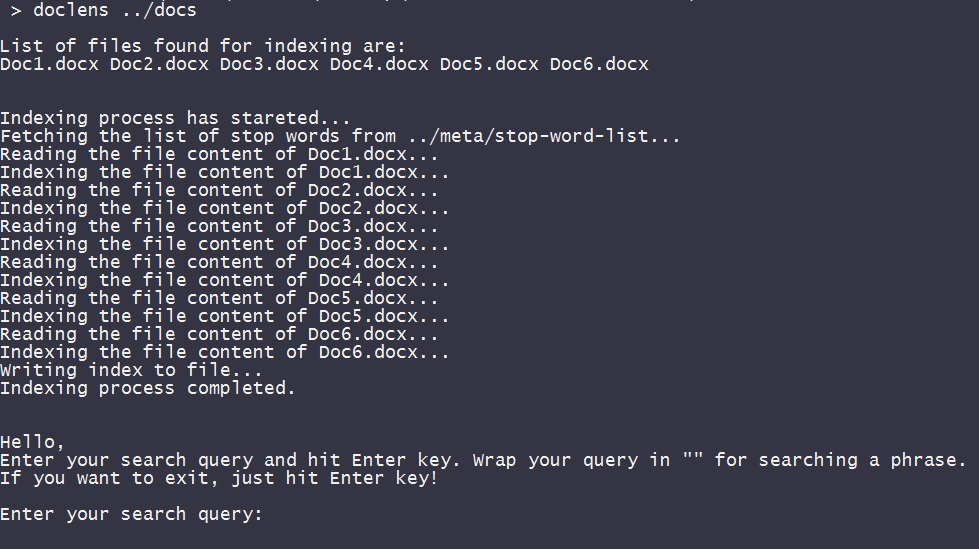 > doclens ../docs
List of files found for indexing are:
Doc1.docx Doc2.docx Doc3.docx Doc4.docx Doc5.docx Doc6.docx
Indexing process has stareted...
Fetching the list of stop words from ../meta/stop-word-list...
Reading the file content of Doc1.docx...
Indexing the file content of Doc1.docx...
Reading the file content of Doc2.docx...
Indexing the file content of Doc2.docx...
Reading the file content of Doc3.docx...
Indexing the file content of Doc3.docx...
Reading the file content of Doc4.docx...
Indexing the file content of Doc4.docx...
Reading the file content of Doc5.docx...
Indexing the file content of Doc5.docx...
Reading the file content of Doc6.docx...
Indexing the file content of Doc6.docx...
Writing index to file...
Indexing process completed.
Hello,
Enter your search query and hit Enter key. Wrap your query in "" for searching a phrase.
If you want to exit, just hit Enter key!
Enter your search query: